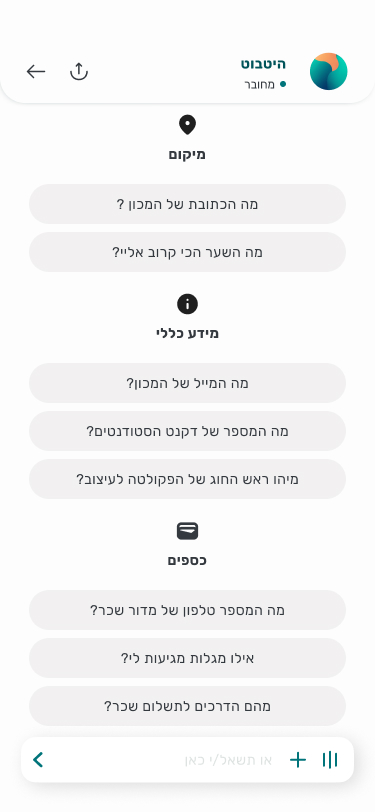 היטבוט
מחובר
מיקום
מה הכתובת של המכון ?
מה השער הכי קרוב אליי?
מידע כללי
מה המייל של המכון?
מה המספר של דקנט הסטודנטים?
מיהו ראש החוג של הפקולטה לעיצוב?
כספים
מה המספר טלפון של מדור שכר?
אילו מגלות מגיעות לי?
מהם הדרכים לתשלום שכר?
או תשאל/י כאן